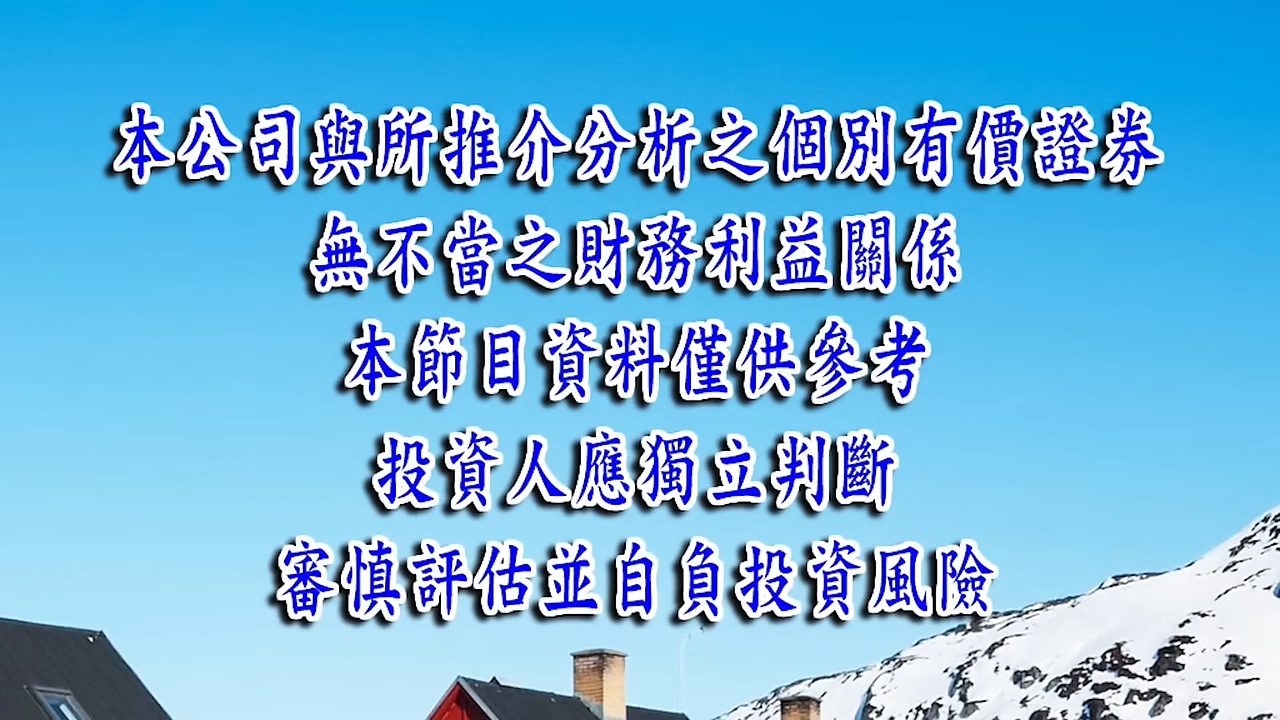 本公司與所推介分析之個別有價證券
無不當之財務利益關係
本節目資料僅供參考
投資人應獨立判斷
審慎評估並自負投資風險